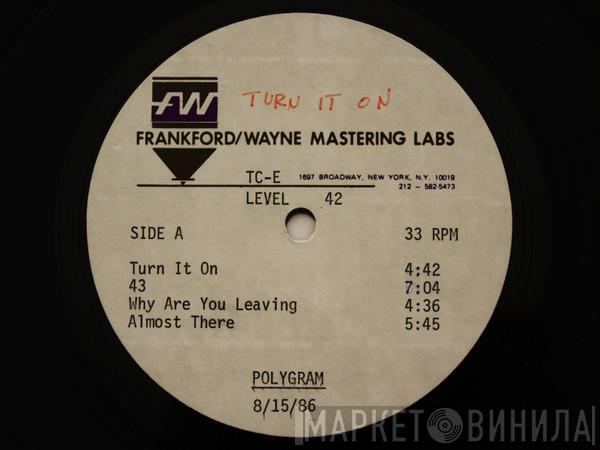 FW
TURN IT ON
FRANKFORD/WAYNE MASTERING LABS
TC-E 1697 BROADWAY, NEW YORK, N.Y. 10019
212 - 582-5473
LEVEL 42
SIDE A 33 RPM
Turn It On 4:42
43 7:04
Why Are You Leaving 4:36
Almost There 5:45
POLYGRAM
8/15/86
МАРКЕТ ВИНИЛА